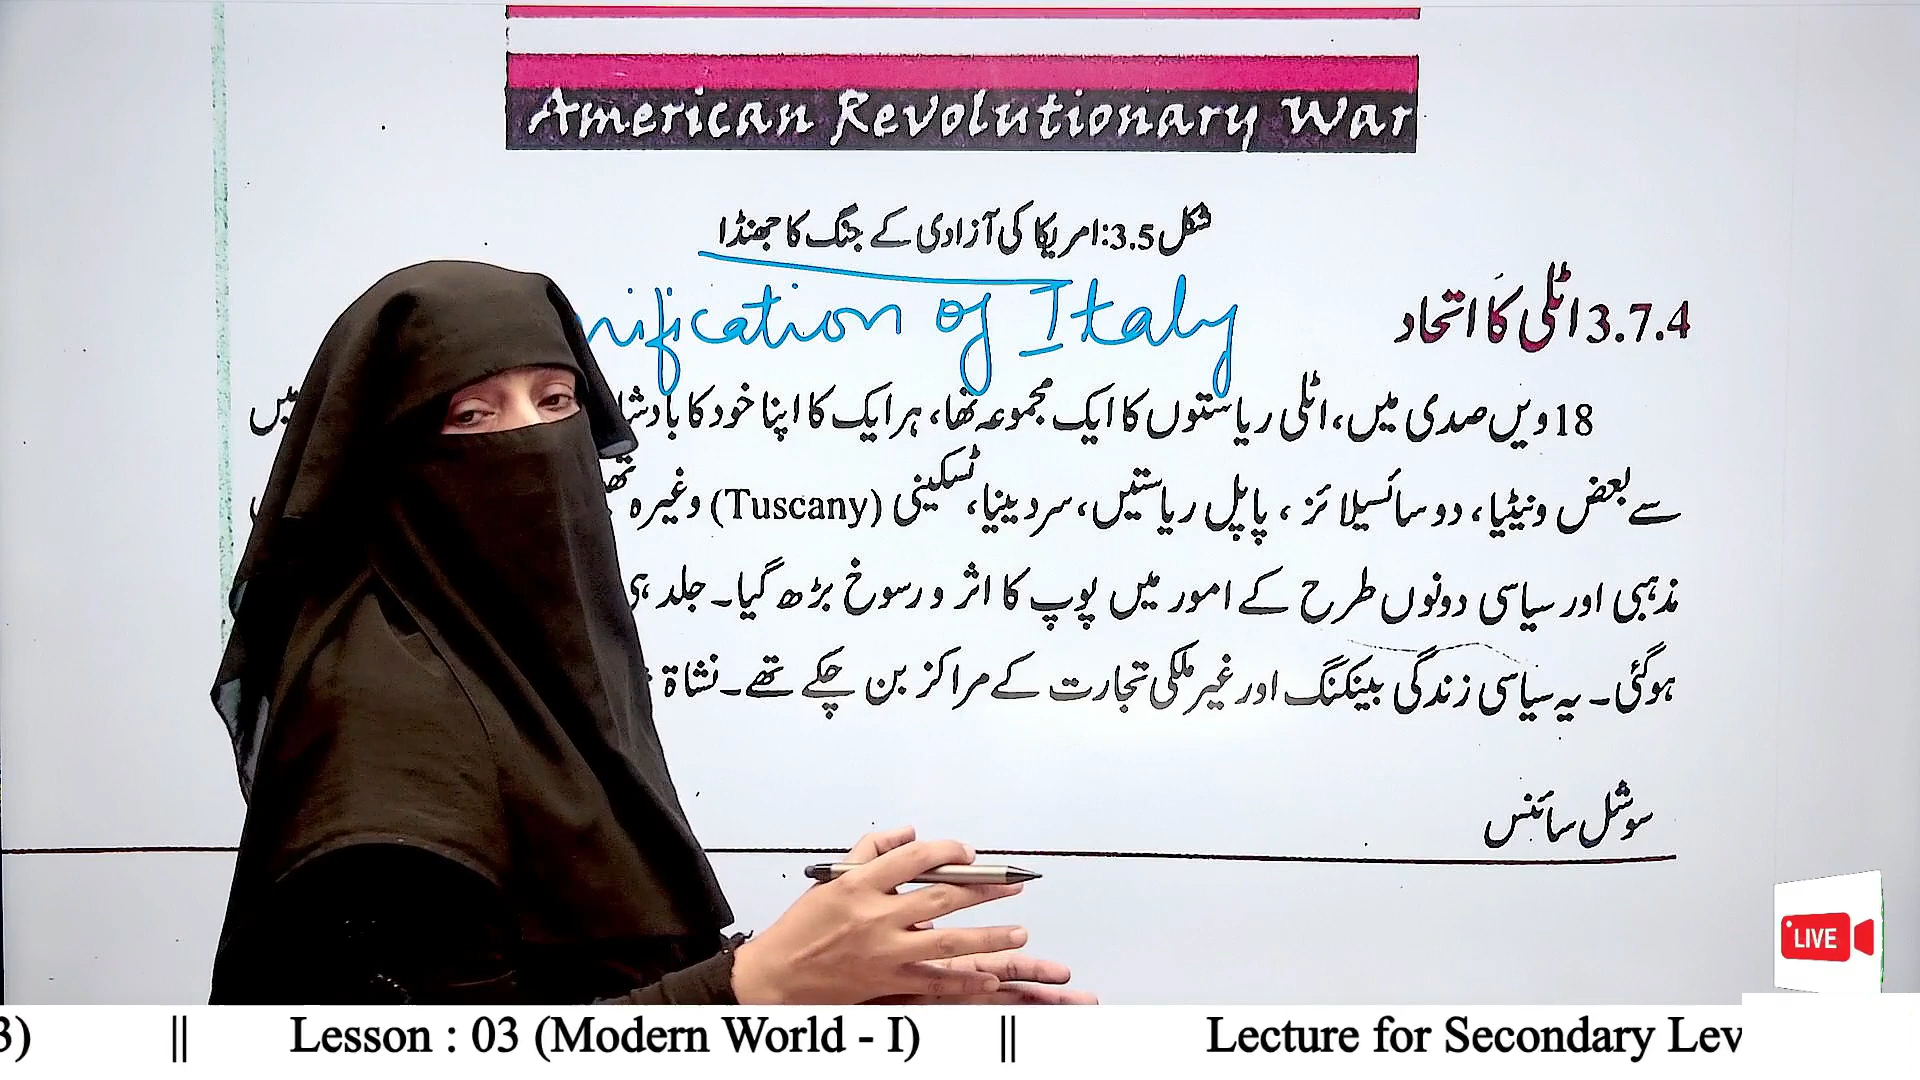 American Revolutionary War
شکل 3.5: امریکا کی آزادی کے جنگ کا جھنڈا
nification of Italy
3.7.4 اٹلی کا اتحاد
18 ویں صدی میں، اٹلی ریاستوں کا ایک مجموعہ تھا، ہر ایک کا اپنا خود کا میں
سے بعض ونیٹیا، دو سائسیلائز، پاپل ریاستیں، سردینیا، ٹسکینی (Tuscany) وغیرہ
مذہبی اور سیاسی دونوں طرح کے امور میں پوپ کا اثر و رسوخ بڑھ گیا۔ جلد ہی
ہوگئی۔ یہ سیاسی زندگی بینکنگ اور غیر ملکی تجارت کے مراکز بن چکے تھے۔ نشاۃ
سوشل سائنس
LIVE
3) || Lesson : 03 (Modern World - I) || Lecture for Secondary Lev